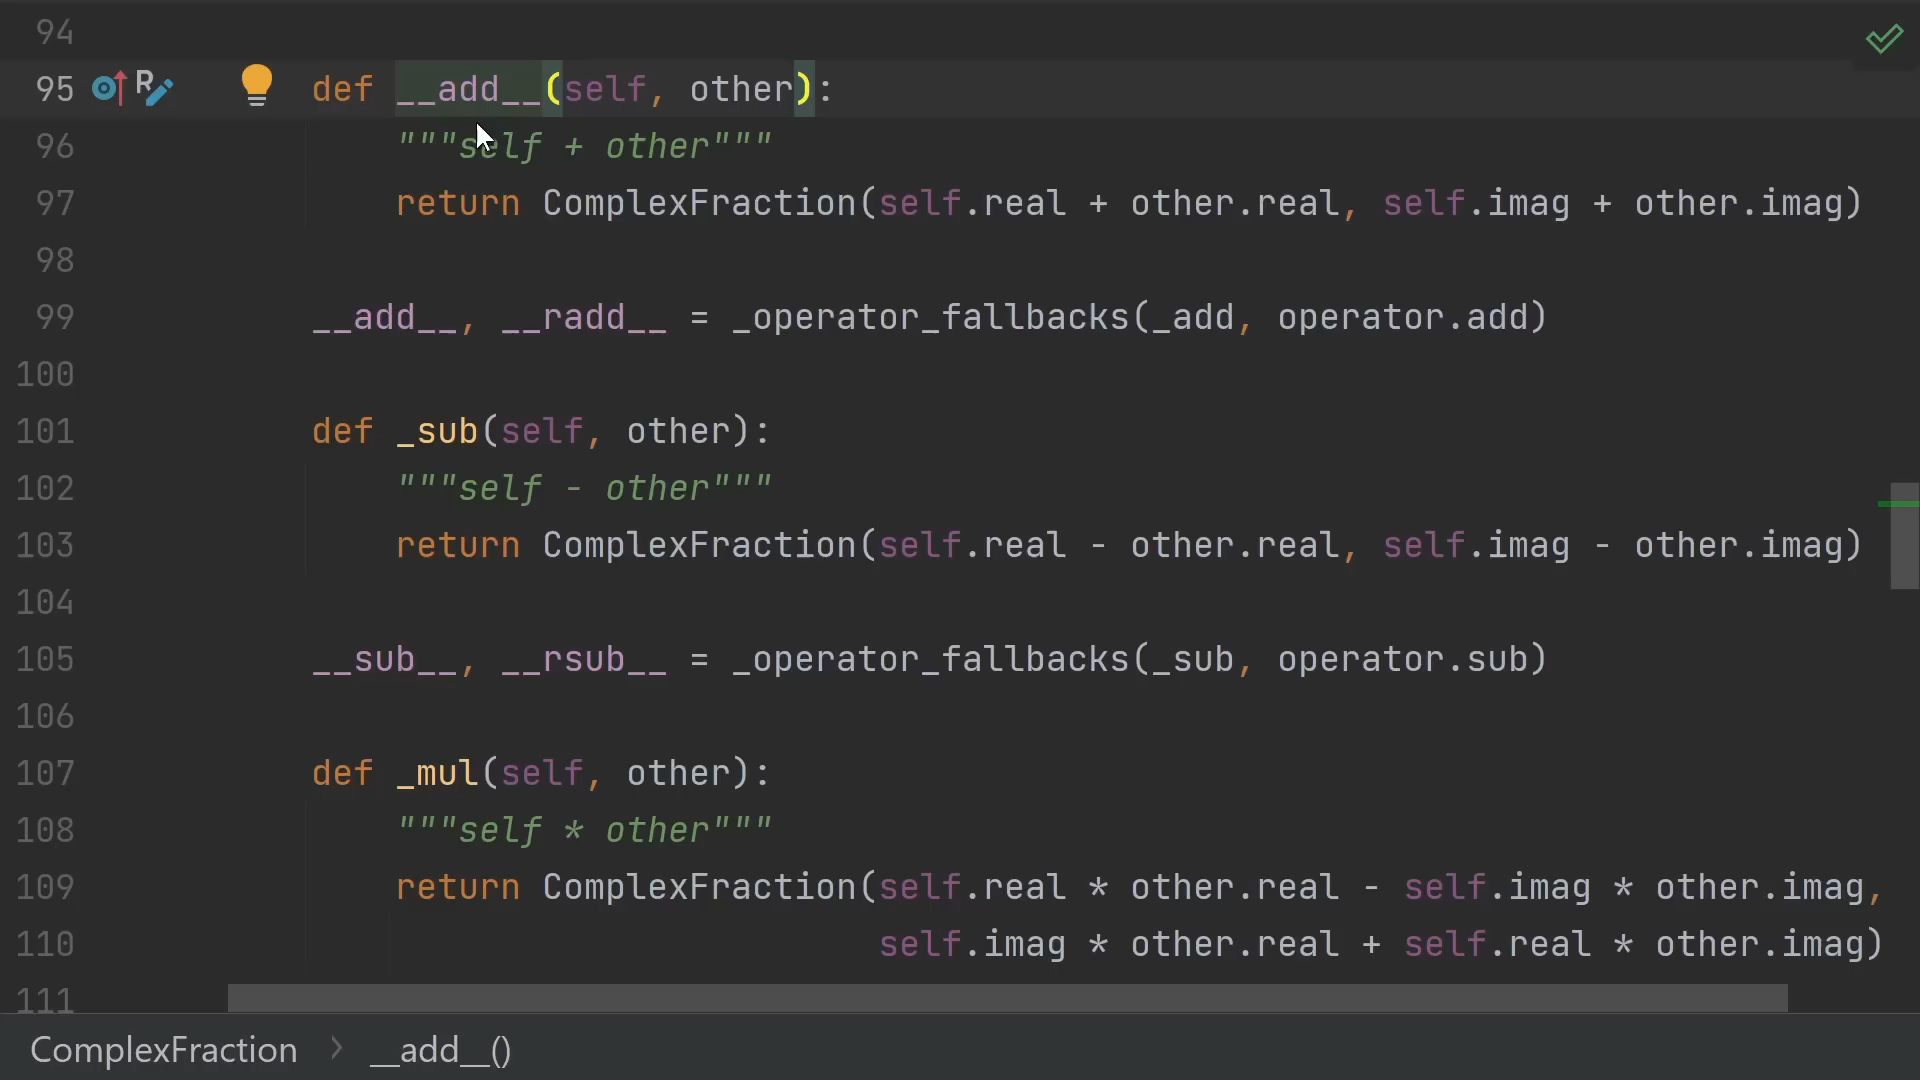 94
95 R def __add__(self, other):
96 """self + other"""
97 return ComplexFraction(self.real + other.real, self.imag + other.imag)
98
99 __add__, __radd__ = _operator_fallbacks(_add, operator.add)
100
101 def _sub(self, other):
102 """self - other"""
103 return ComplexFraction(self.real - other.real, self.imag - other.imag)
104
105 __sub__, __rsub__ = _operator_fallbacks(_sub, operator.sub)
106
107 def _mul(self, other):
108 """self * other"""
109 return ComplexFraction(self.real * other.real - self.imag * other.imag,
110 self.imag * other.real + self.real * other.imag)
111
ComplexFraction > __add__()